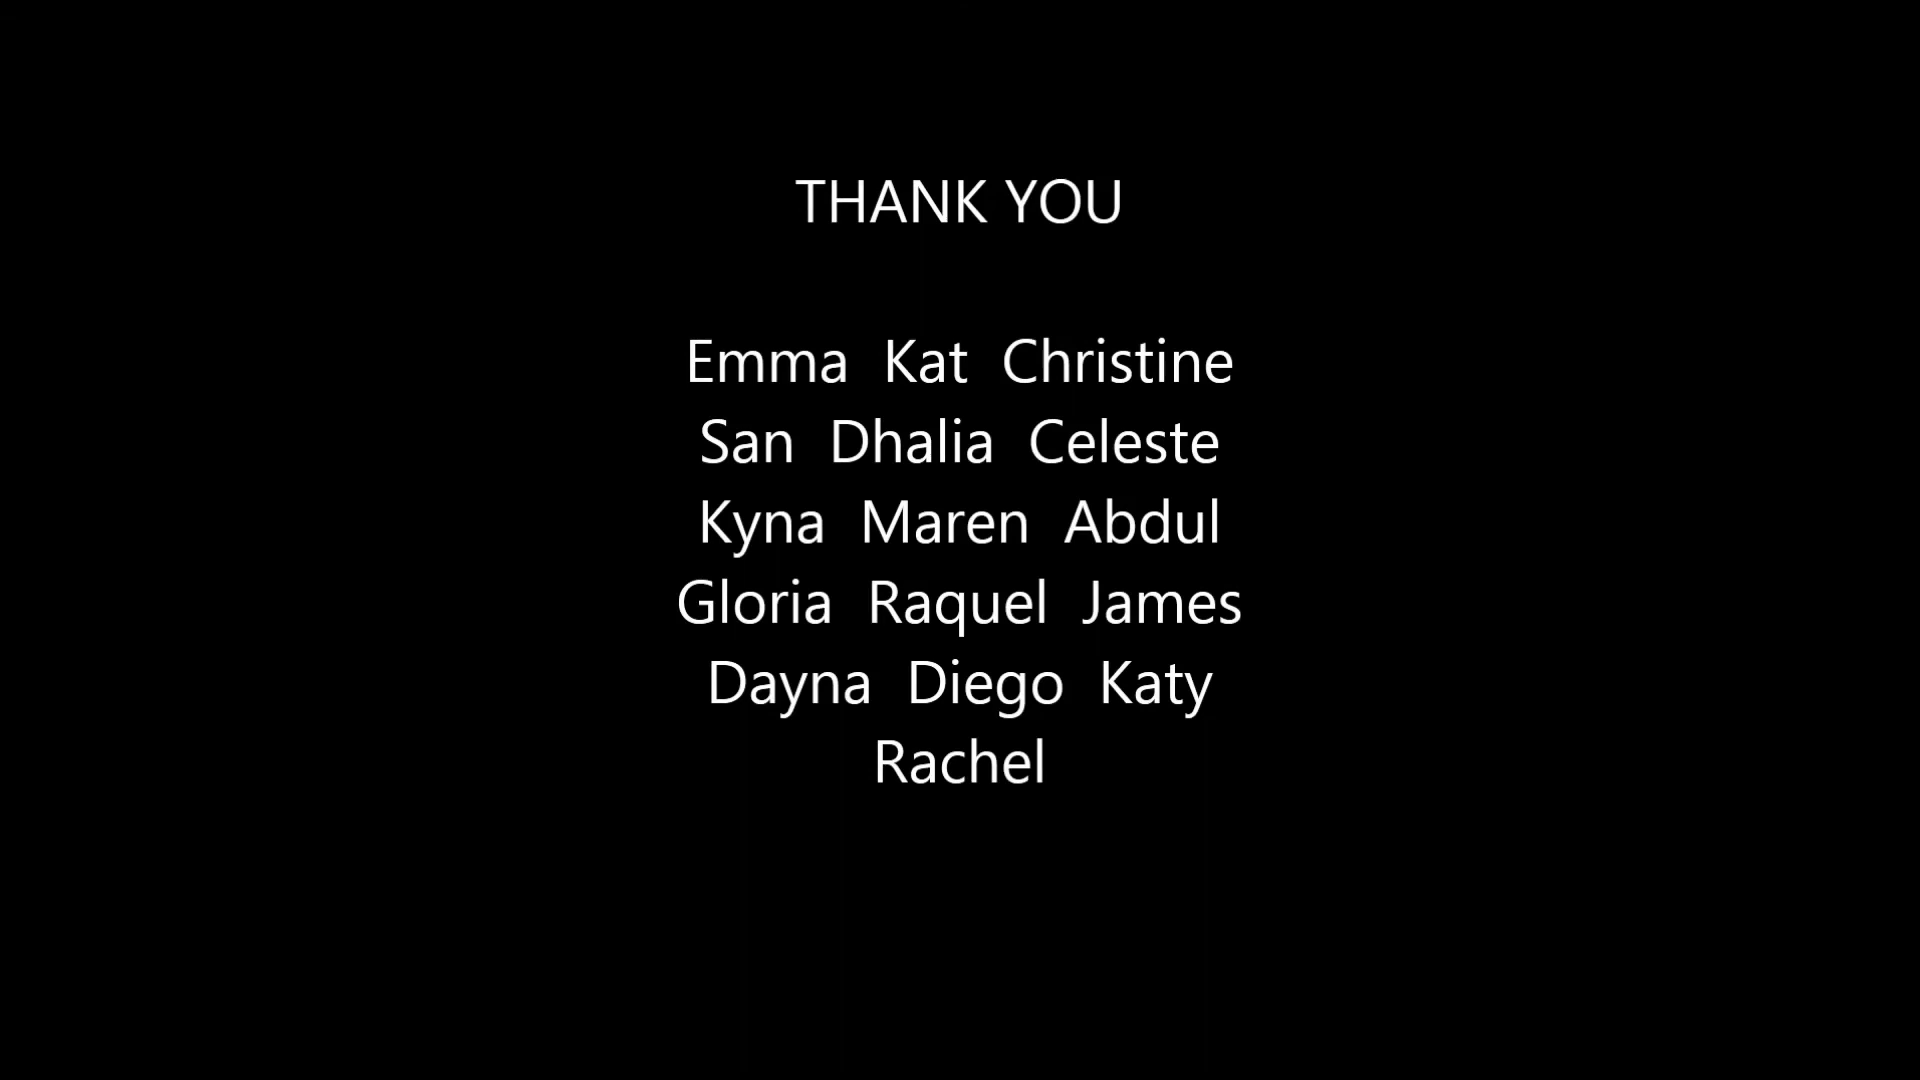 THANK YOU
Emma Kat Christine
San Dhalia Celeste
Kyna Maren Abdul
Gloria Raquel James
Dayna Diego Katy
Rachel